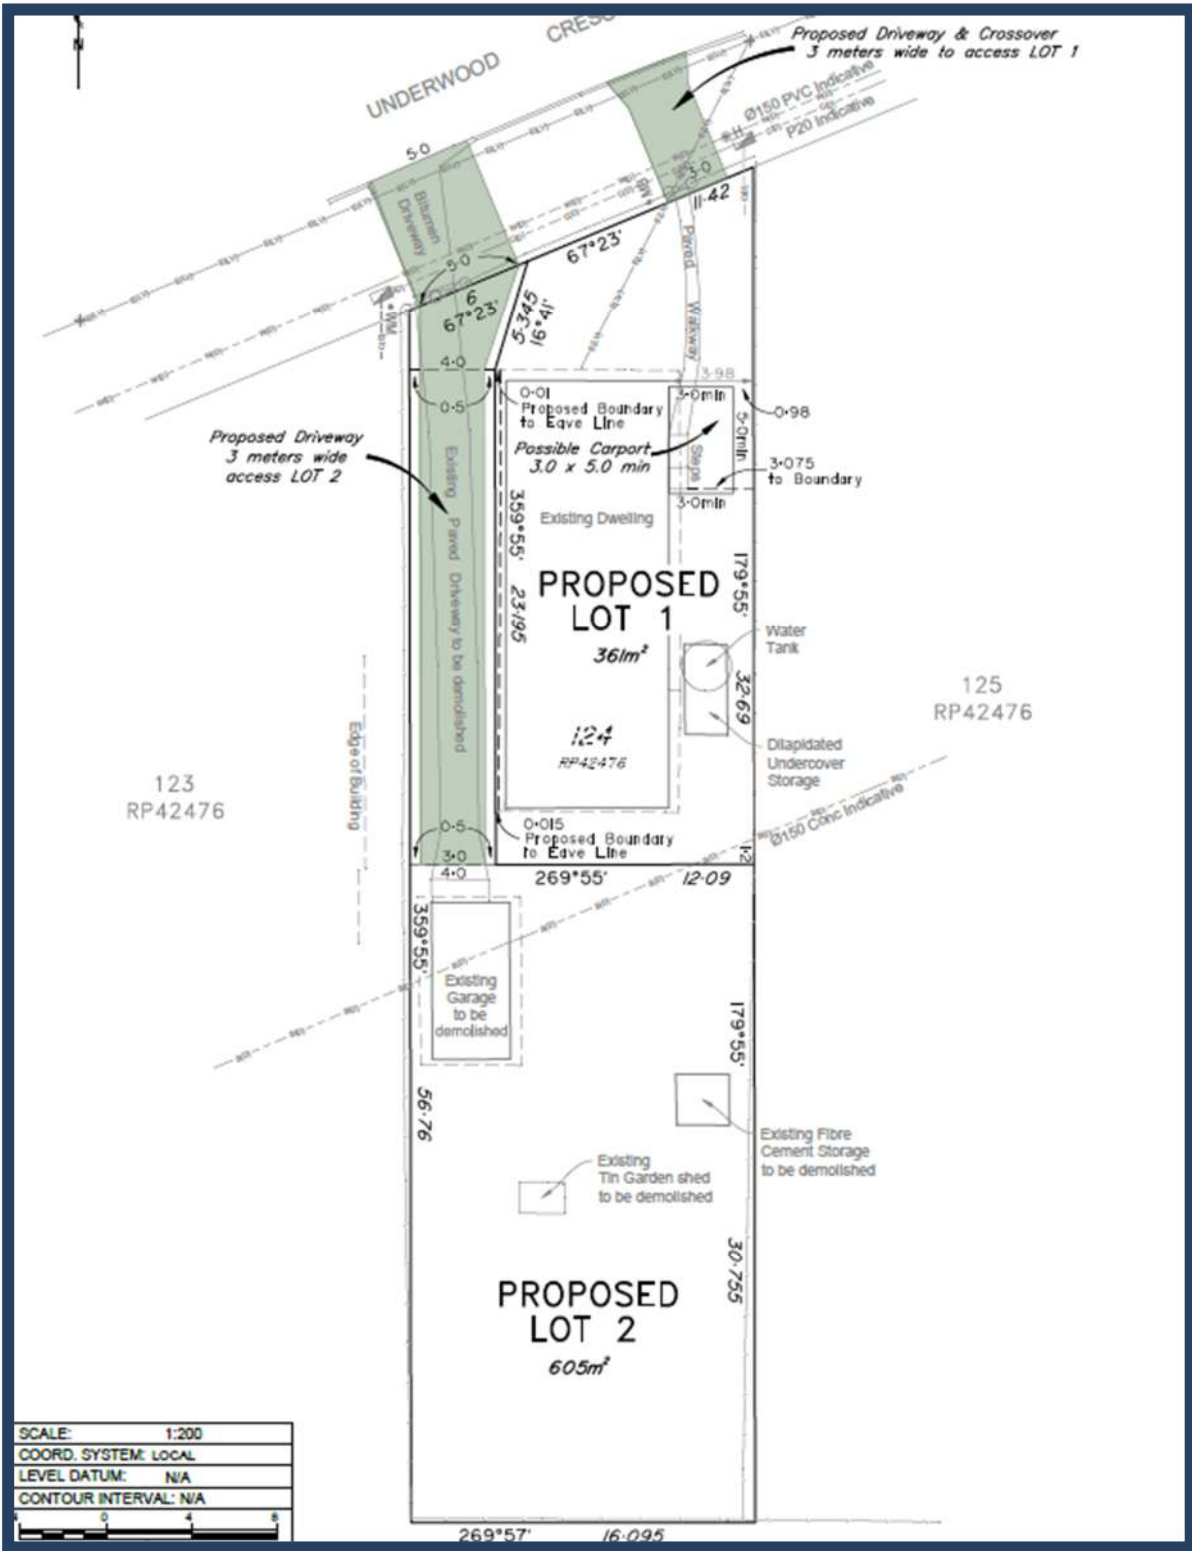 N
UNDERWOOD
Proposed Driveway & Crossover
3 meters wide to access LOT 1
Ø150 PVC Indicative
P20 Indicative
5·0
Bitumen
Driveway
3·0
11·42
67°23'
5·0
6
67°23'
5·345
16°41'
Paved
Walkway
WM
4·0
0·5
0·01
Proposed Boundary
to Eave Line
3·98
3·0min
0·98
5·0min
Proposed Driveway
3 meters wide
access LOT 2
Possible Carport
3.0 x 5.0 min
Steps
3·075
to Boundary
3·0min
Existing Paved Driveway to be demolished
359°55'
23·195
Existing Dwelling
PROPOSED
LOT 1
361m²
179°55'
32·69
Water
Tank
124
RP42476
Dilapidated
Undercover
Storage
125
RP42476
123
RP42476
Edge of Building
Ø150 Conc Indicative
0·5
3·0
4·0
0·015
Proposed Boundary
to Eave Line
1·2
269°55'
12·09
359°55'
56·76
Existing
Garage
to be
demolished
179°55'
30·755
Existing Fibre
Cement Storage
to be demolished
Existing
Tin Garden shed
to be demolished
PROPOSED
LOT 2
605m²
SCALE: 1:200
COORD. SYSTEM: LOCAL
LEVEL DATUM: N/A
CONTOUR INTERVAL: N/A
0 4 8
269°57'
16·095